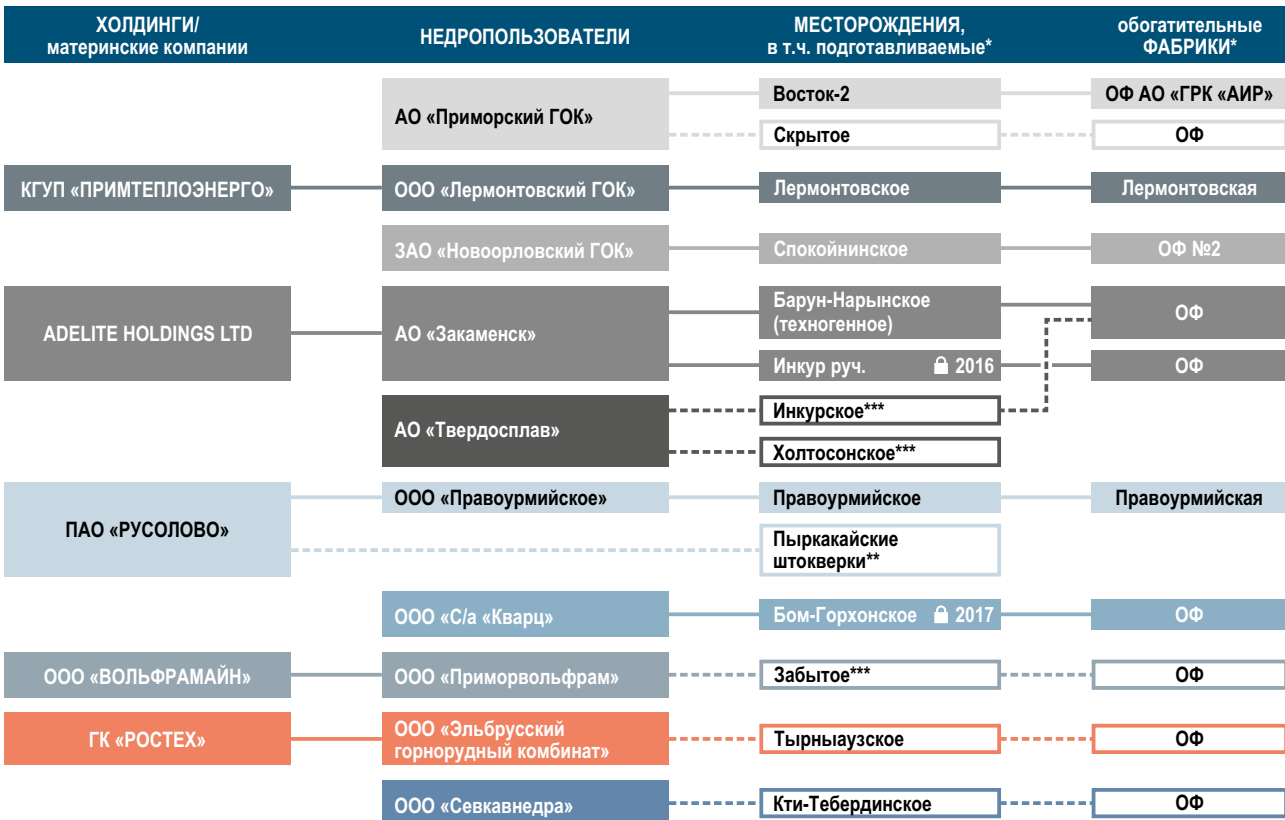 ХОЛДИНГИ/
материнские компании
НЕДРОПОЛЬЗОВАТЕЛИ
МЕСТОРОЖДЕНИЯ,
в т.ч. подготавливаемые*
обогатительные
ФАБРИКИ*
АО «Приморский ГОК»
Восток-2
ОФ АО «ГРК «АИР»
Скрытое
ОФ
КГУП «ПРИМТЕПЛОЭНЕРГО»
ООО «Лермонтовский ГОК»
Лермонтовское
Лермонтовская
ЗАО «Новоорловский ГОК»
Спокойнинское
ОФ №2
ADELITE HOLDINGS LTD
АО «Закаменск»
Барун-Нарынское
(техногенное)
ОФ
Инкур руч. 2016
ОФ
АО «Твердосплав»
Инкурское***
Холтосонское***
ПАО «РУСОЛОВО»
ООО «Правоурмийское»
Правоурмийское
Правоурмийская
Пыркакайские
штокверки**
ООО «С/а «Кварц»
Бом-Горхонское 2017
ОФ
ООО «ВОЛЬФРАМАЙН»
ООО «Приморвольфрам»
Забытое***
ОФ
ГК «РОСТЕХ»
ООО «Эльбрусский
горнорудный комбинат»
Тырныаузское
ОФ
ООО «Севкавнедра»
Кти-Тебердинское
ОФ